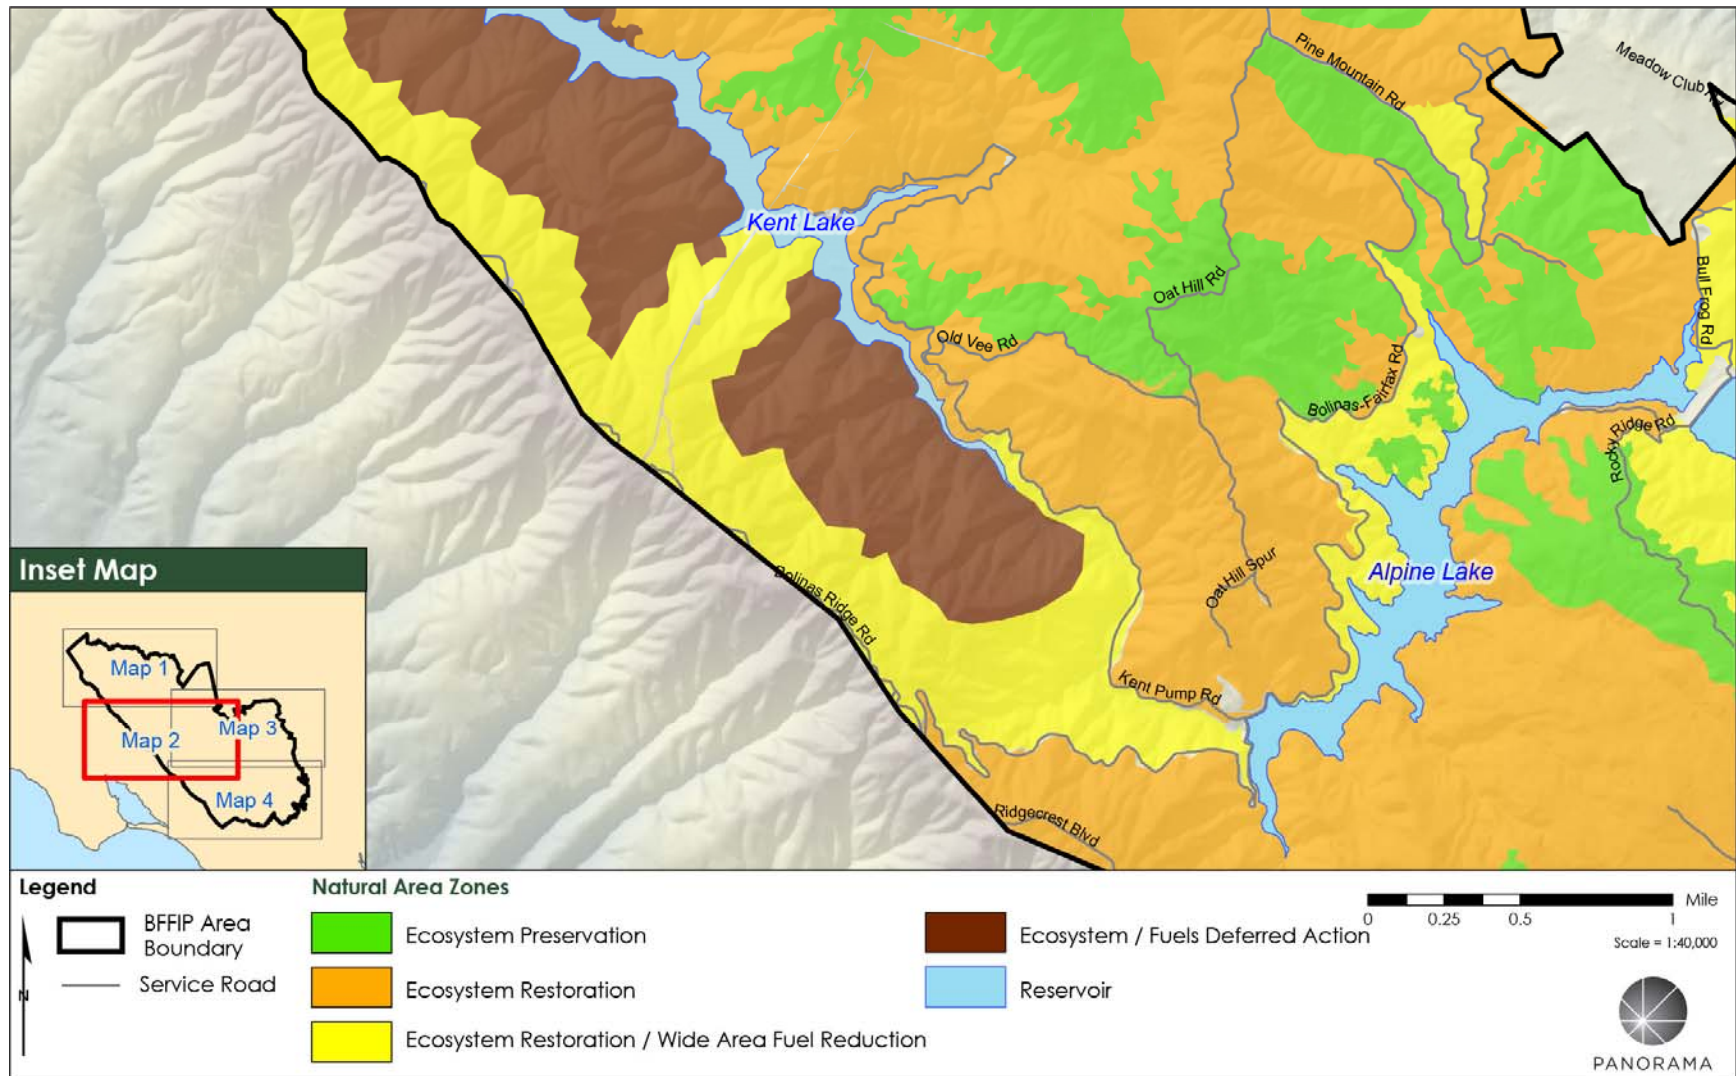 Pine Mountain Rd
Meadow Club Rd
Kent Lake
Oat Hill Rd
Bull Frog Rd
Old Vee Rd
Bolinas-Fairfax Rd
Rocky Ridge Rd
Oat Hill Spur
Alpine Lake
Bolinas Ridge Rd
Kent Pump Rd
Ridgecrest Blvd
Inset Map
Map 1
Map 2
Map 3
Map 4
Legend
BFFIP Area
Boundary
Service Road
N
Natural Area Zones
Ecosystem Preservation
Ecosystem Restoration
Ecosystem Restoration / Wide Area Fuel Reduction
Ecosystem / Fuels Deferred Action
Reservoir
Mile
0 0.25 0.5 1
Scale = 1:40,000
PANORAMA